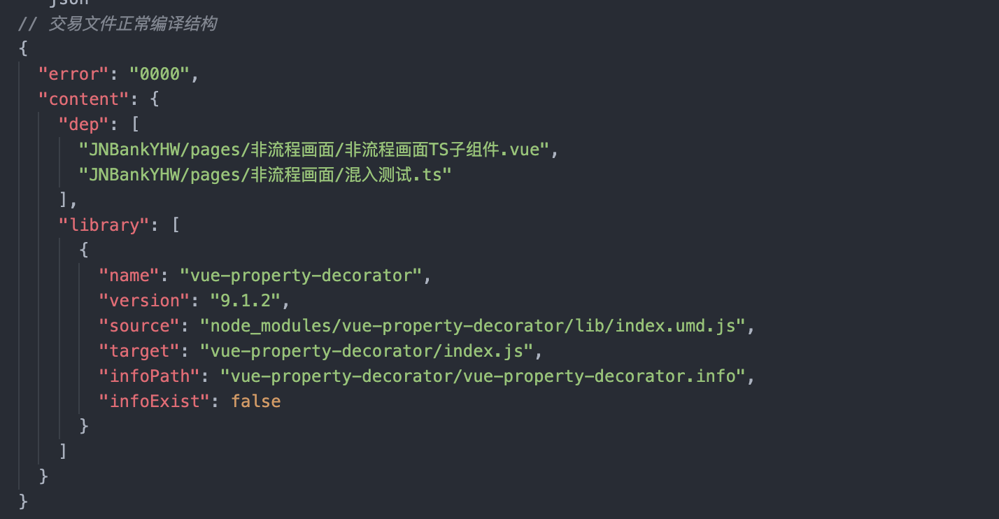 json
// 交易文件正常编译结构
{
"error": "0000",
"content": {
"dep": [
"JNBankYHW/pages/非流程画面/非流程画面TS子组件.vue",
"JNBankYHW/pages/非流程画面/混入测试.ts"
],
"library": [
{
"name": "vue-property-decorator",
"version": "9.1.2",
"source": "node_modules/vue-property-decorator/lib/index.umd.js",
"target": "vue-property-decorator/index.js",
"infoPath": "vue-property-decorator/vue-property-decorator.info",
"infoExist": false
}
]
}
}